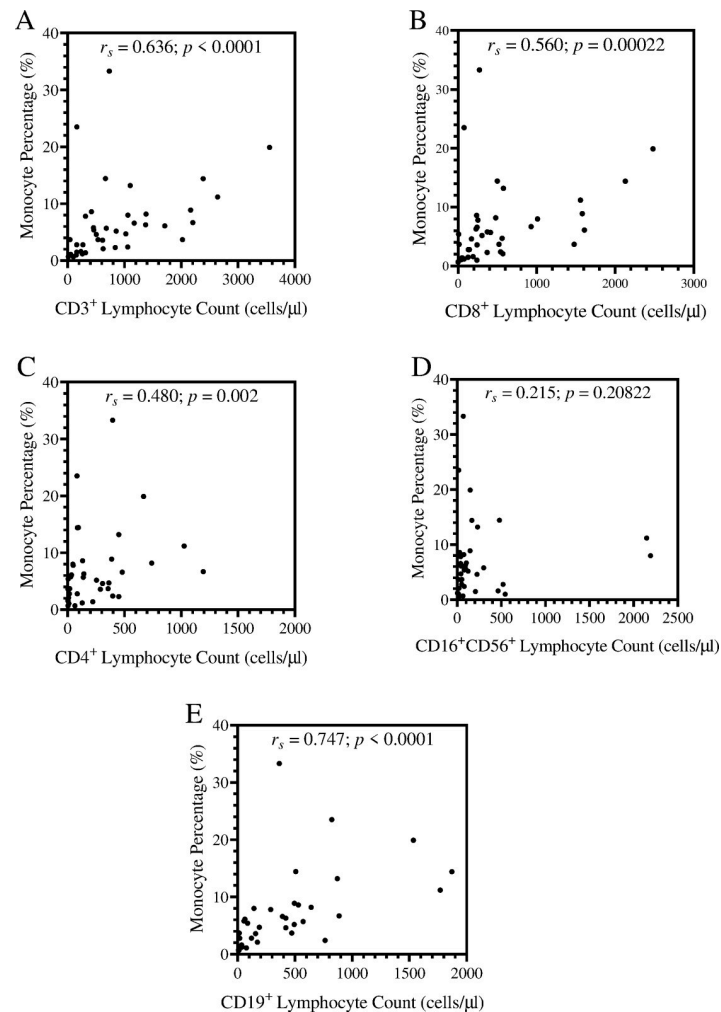 A
r_s = 0.636; p < 0.0001
Monocyte Percentage (%)
40
30
20
10
0
0 1000 2000 3000 4000
CD3⁺ Lymphocyte Count (cells/µl)
B
r_s = 0.560; p = 0.00022
Monocyte Percentage (%)
40
30
20
10
0
0 1000 2000 3000
CD8⁺ Lymphocyte Count (cells/µl)
C
r_s = 0.480; p = 0.002
Monocyte Percentage (%)
40
30
20
10
0
0 500 1000 1500 2000
CD4⁺ Lymphocyte Count (cells/µl)
D
r_s = 0.215; p = 0.20822
Monocyte Percentage (%)
40
30
20
10
0
0 500 1000 1500 2000 2500
CD16⁺CD56⁺ Lymphocyte Count (cells/µl)
E
r_s = 0.747; p < 0.0001
Monocyte Percentage (%)
40
30
20
10
0
0 500 1000 1500 2000
CD19⁺ Lymphocyte Count (cells/µl)